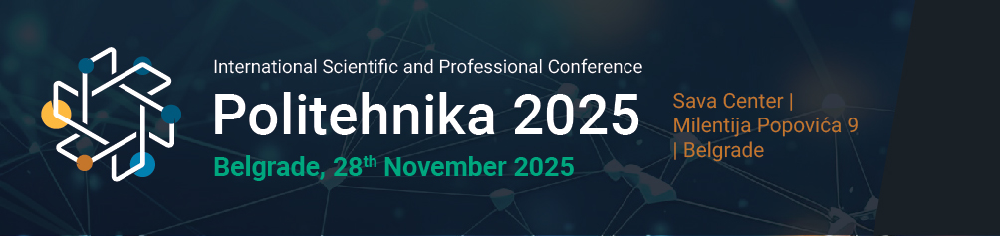 International Scientific and Professional Conference
Politehnika 2025
Belgrade, 28th November 2025
Sava Center |
Milentija Popovića 9
| Belgrade